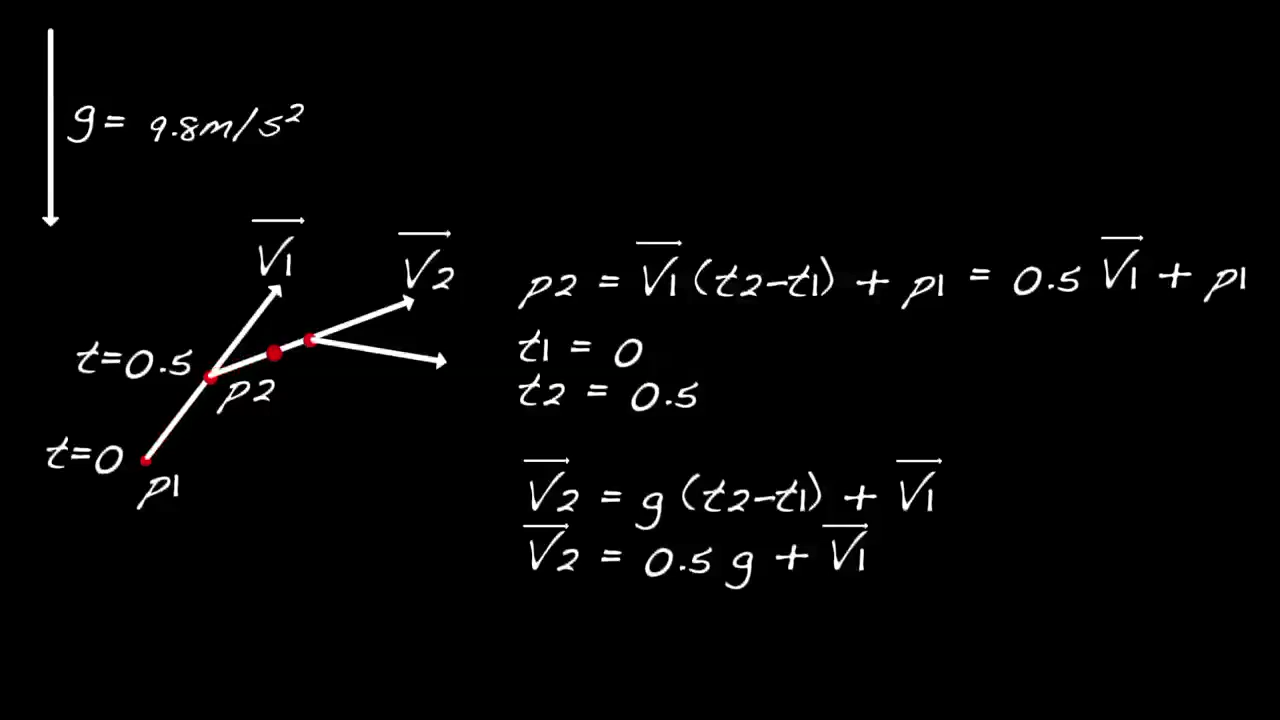 g = 9.8m/s²
V1
V2
p2 = V1 (t2-t1) + p1 = 0.5 V1 + p1
t=0.5
t1 = 0
p2
t2 = 0.5
t=0
p1
V2 = g (t2-t1) + V1
V2 = 0.5 g + V1